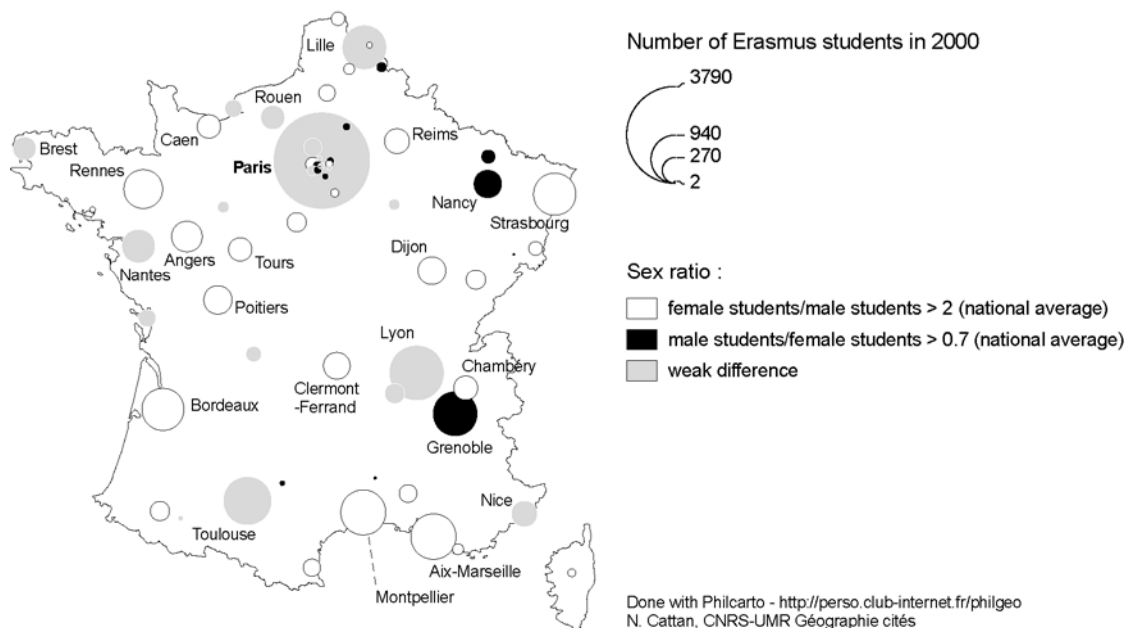 Lille
Rouen
Caen
Reims
Brest
Rennes
Paris
Nancy
Strasbourg
Nantes
Angers
Tours
Dijon
Poitiers
Lyon
Chambéry
Clermont
-Ferrand
Bordeaux
Grenoble
Nice
Toulouse
Aix-Marseille
Montpellier
Number of Erasmus students in 2000
3790
940
270
2
Sex ratio :
female students/male students > 2 (national average)
male students/female students > 0.7 (national average)
weak difference
Done with Philcarto - http://perso.club-internet.fr/philgeo
N. Cattan, CNRS-UMR Géographie cités